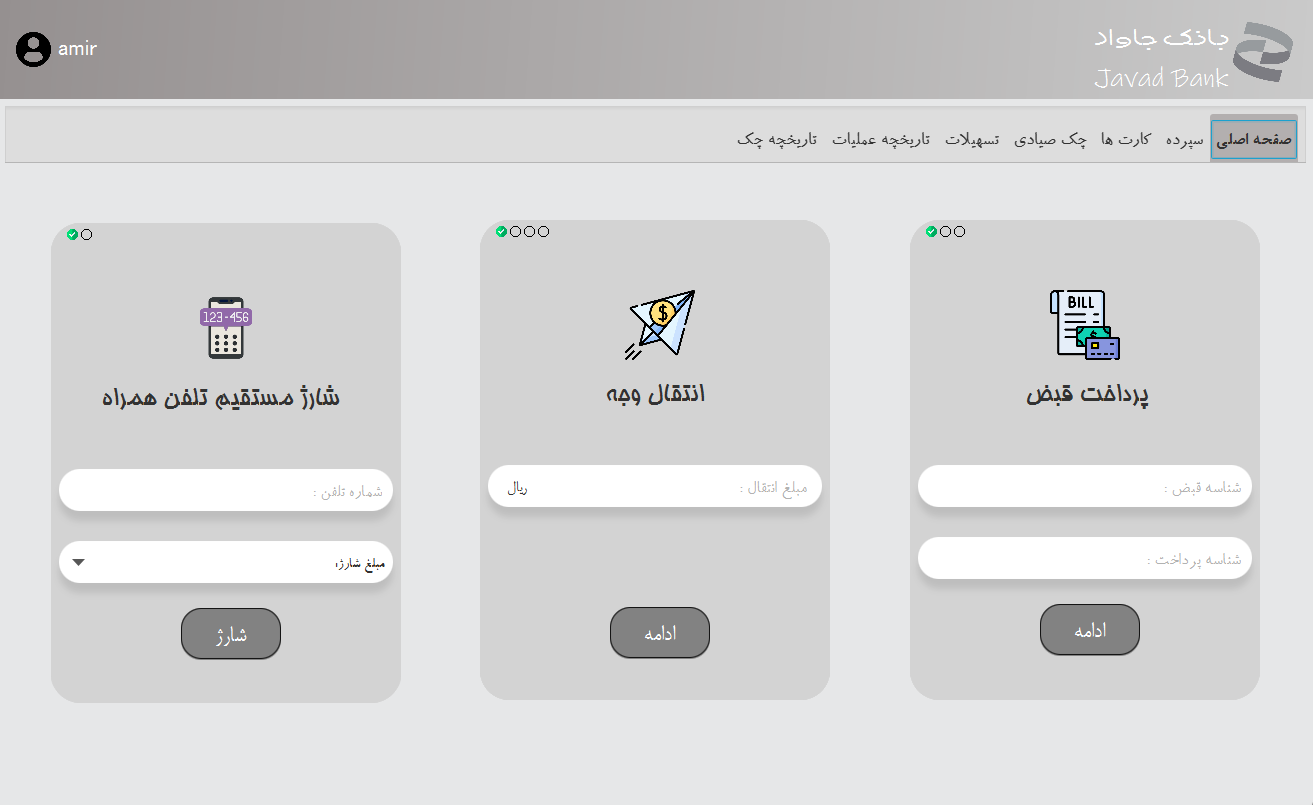 بانک جاواد
Javad Bank
amir
صفحه اصلی
سپرده
کارت ها
چک صیادی
تسهیلات
تاریخچه عملیات
تاریخچه چک
BILL
پرداخت قبض
شناسه قبض :
شناسه پرداخت :
ادامه
$
انتقال وجه
مبلغ انتقال :
ریال
ادامه
123-456
شارژ مستقیم تلفن همراه
شماره تلفن :
مبلغ شارژ:
شارژ